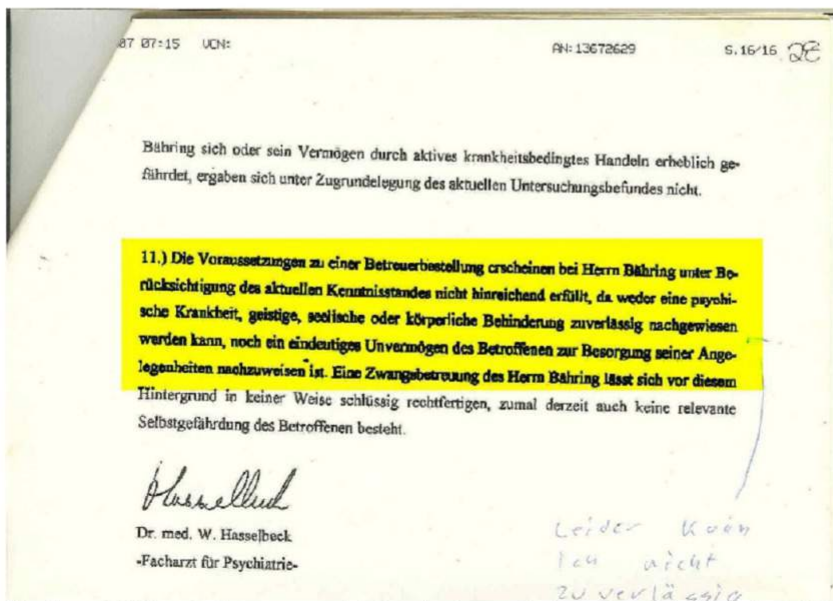 07 07:15 VCN: AN:13672629 S.16/16
Bähring sich oder sein Vermögen durch aktives krankheitsbedingtes Handeln erheblich ge-
fährdet, ergaben sich unter Zugrundelegung des aktuellen Untersuchungsbefundes nicht.
11.) Die Voraussetzungen zu einer Betreuerbestellung erscheinen bei Herrn Bähring unter Be-
rücksichtigung des aktuellen Kenntnisstandes nicht hinreichend erfüllt, da weder eine psychi-
sche Krankheit, geistige, seelische oder körperliche Behinderung zuverlässig nachgewiesen
werden kann, noch ein eindeutiges Unvermögen des Betroffenen zur Besorgung seiner Ange-
legenheiten nachzuweisen ist. Eine Zwangsbetreuung des Herrn Bähring lässt sich vor diesem
Hintergrund in keiner Weise schlüssig rechtfertigen, zumal derzeit auch keine relevante
Selbstgefährdung des Betroffenen besteht.
Hasselbeck
Dr. med. W. Hasselbeck
-Facharzt für Psychiatrie-
Leider kann
ich nicht
zuverlässig